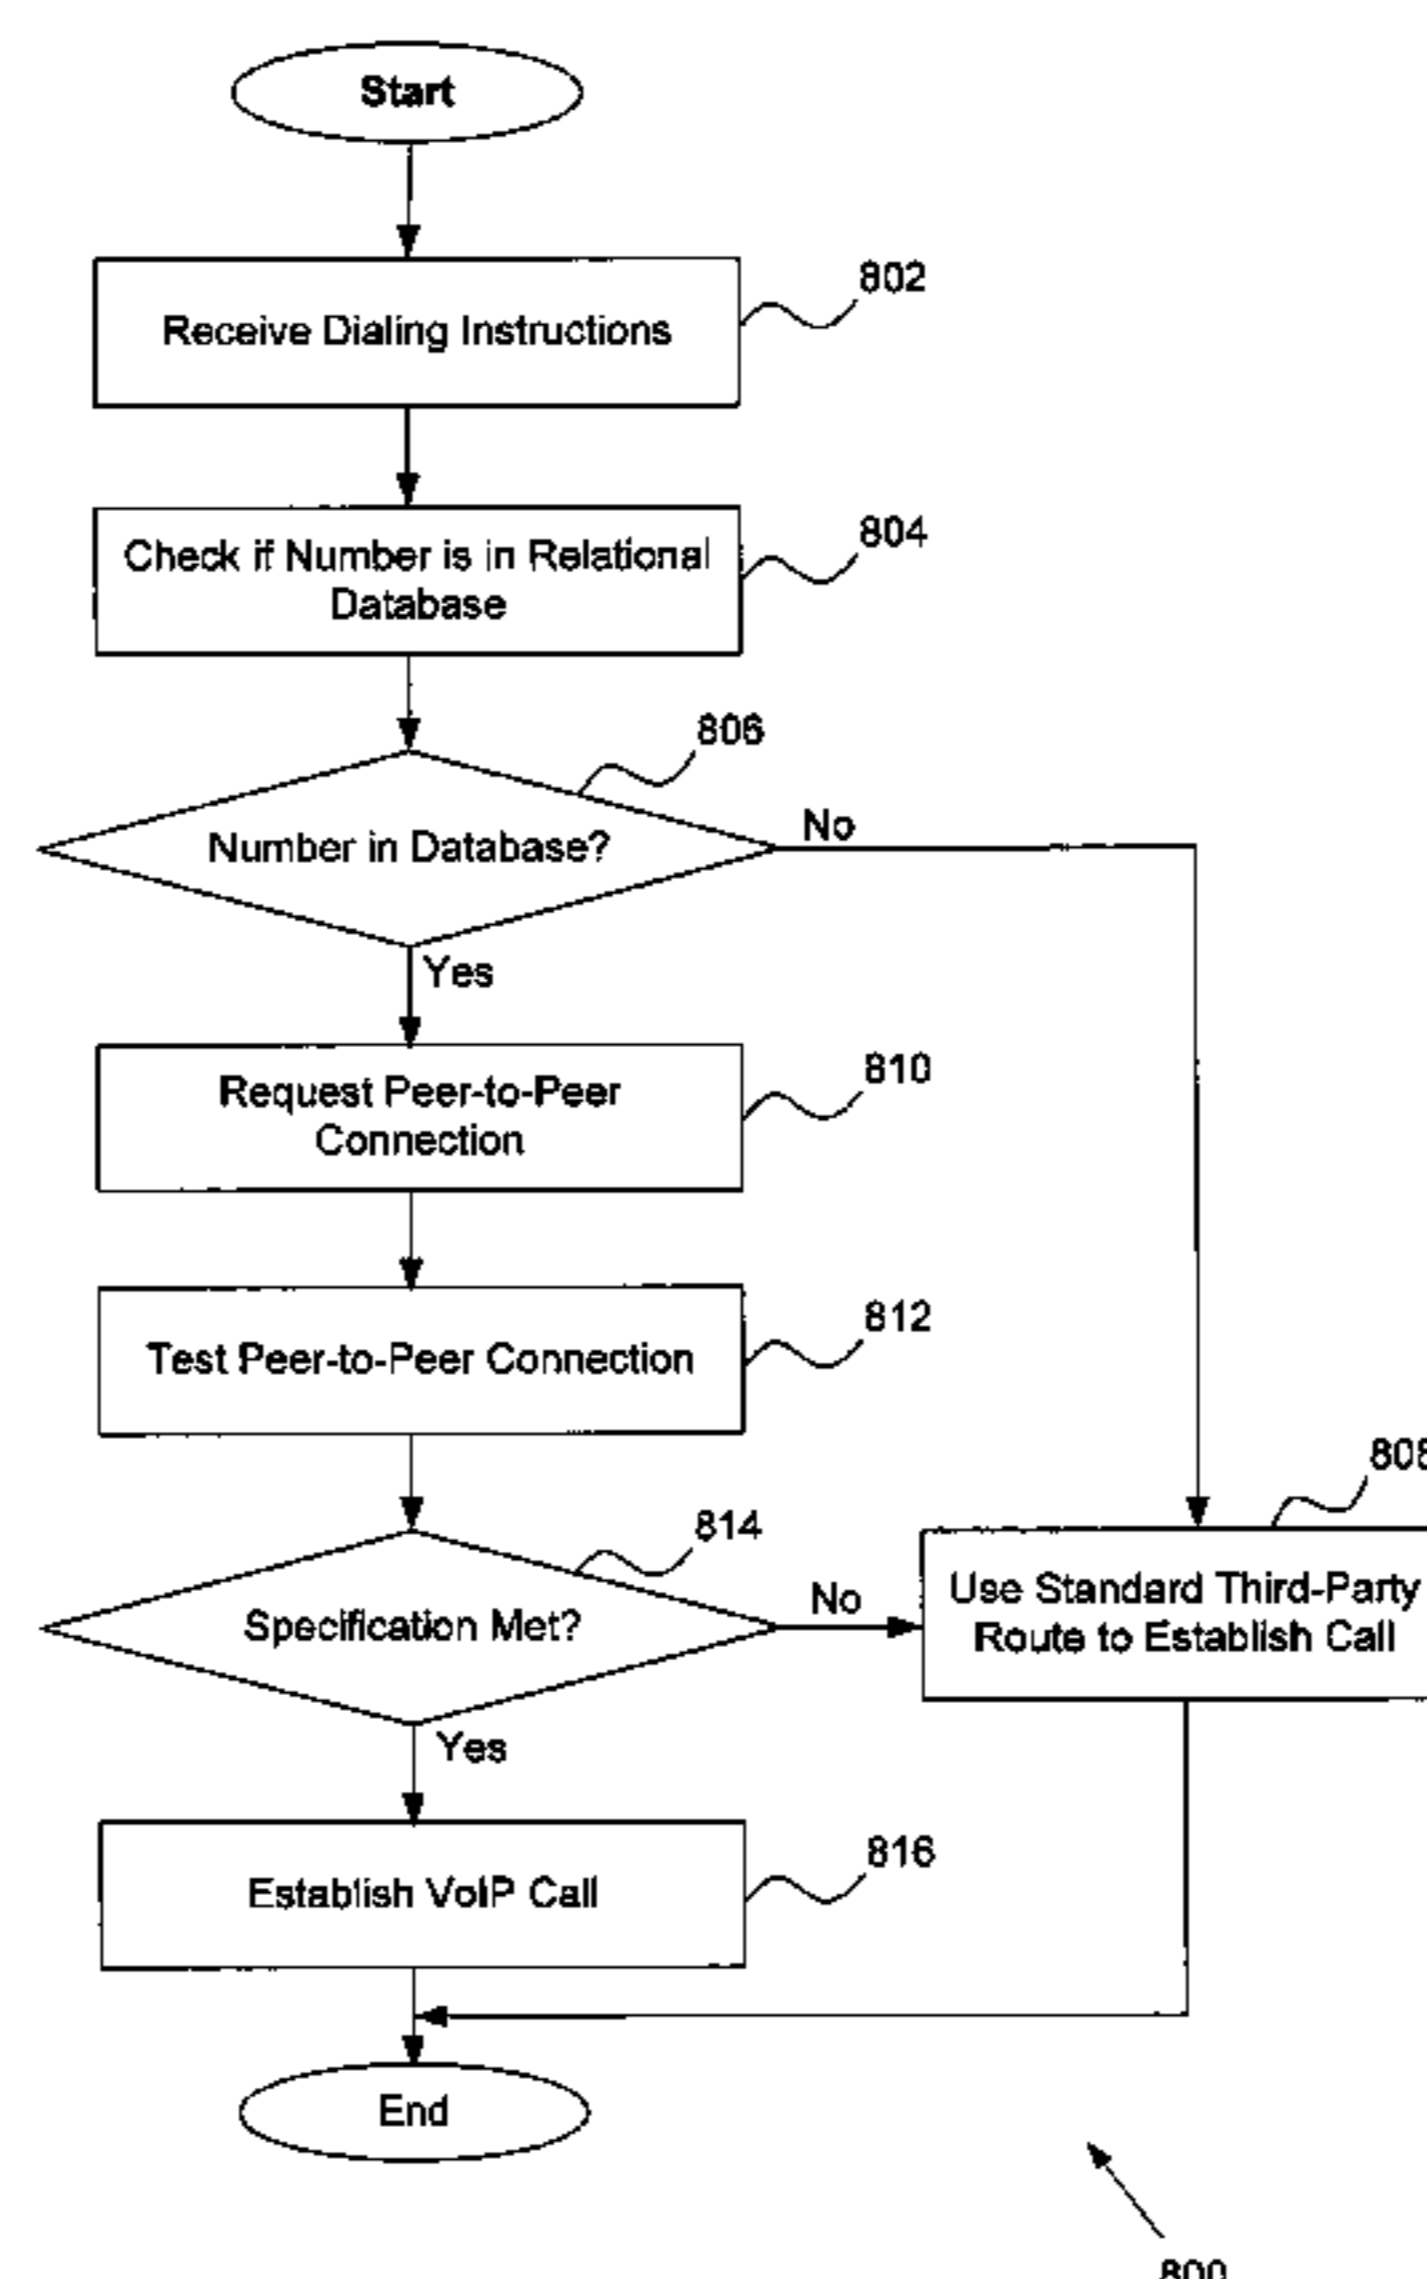 Start
Receive Dialing Instructions
802
Check if Number is in Relational
Database
804
806
Number in Database?
No
Yes
Request Peer-to-Peer
Connection
810
Test Peer-to-Peer Connection
812
808
814
Specification Met?
No
Use Standard Third-Party
Route to Establish Call
Yes
Establish VoIP Call
816
End
800